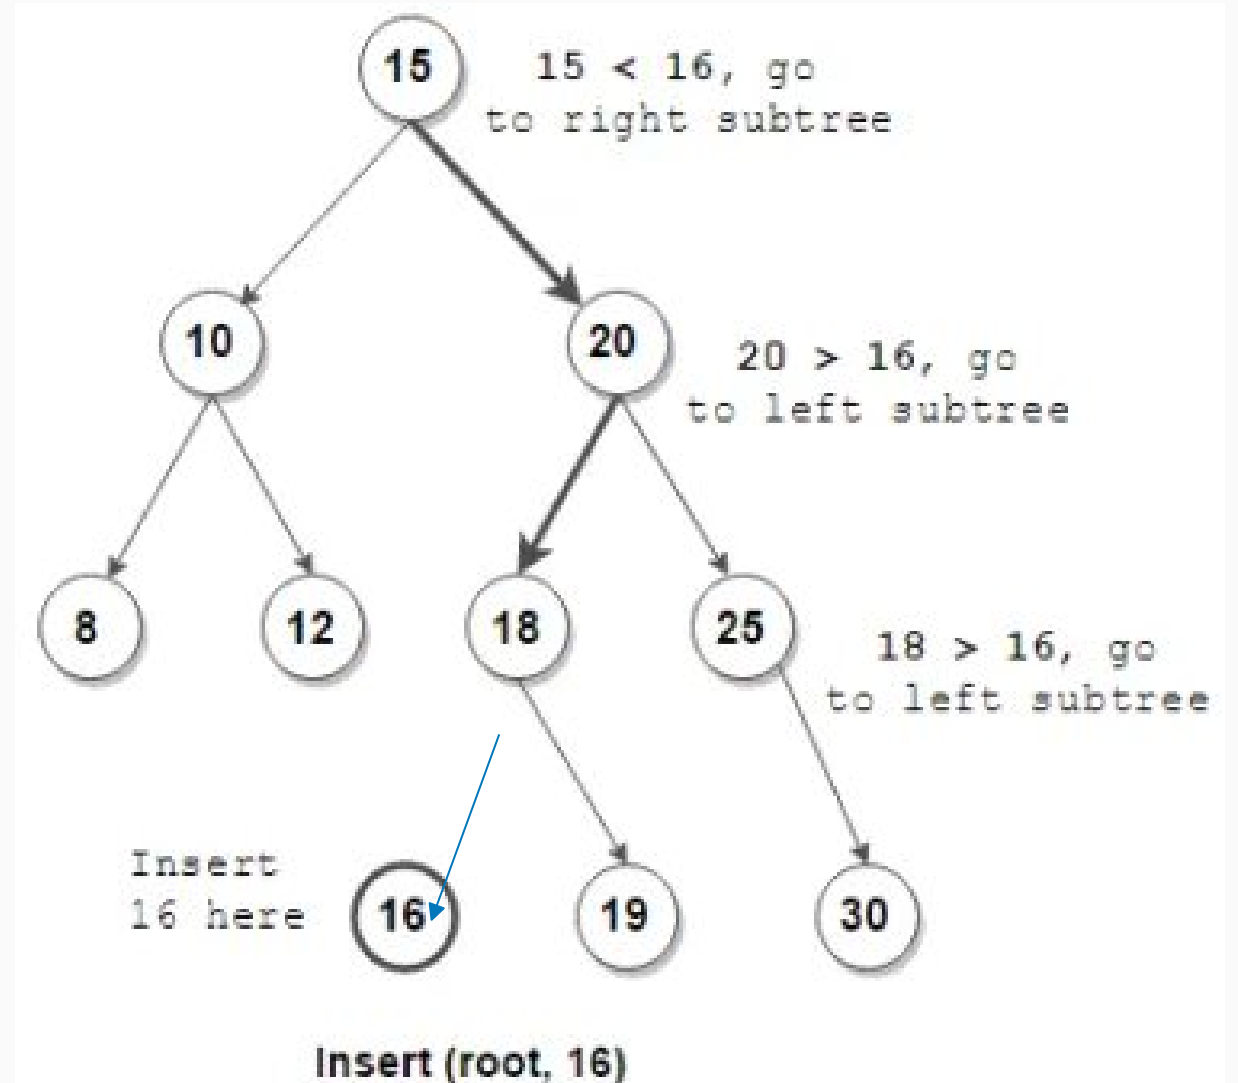 15
15 < 16, go
to right subtree
10
20
20 > 16, go
to left subtree
8
12
18
25
18 > 16, go
to left subtree
Insert
16 here
16
19
30
Insert (root, 16)